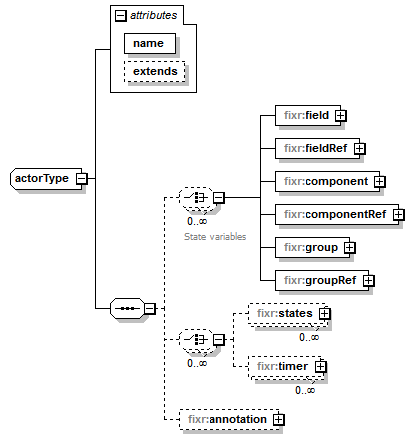 attributes
name
extends
actorType
fixr:field
fixr:fieldRef
fixr:component
0..∞
State variables
fixr:componentRef
fixr:group
fixr:groupRef
fixr:states
0..∞
0..∞
fixr:timer
0..∞
fixr:annotation